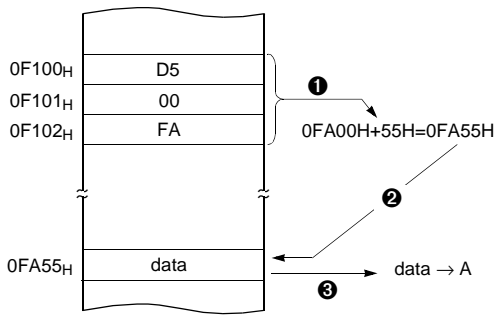 0F100H D5
❶
0F101H 00
0F102H FA
0FA00H+55H=0FA55H
❷
0FA55H data
data → A
❸